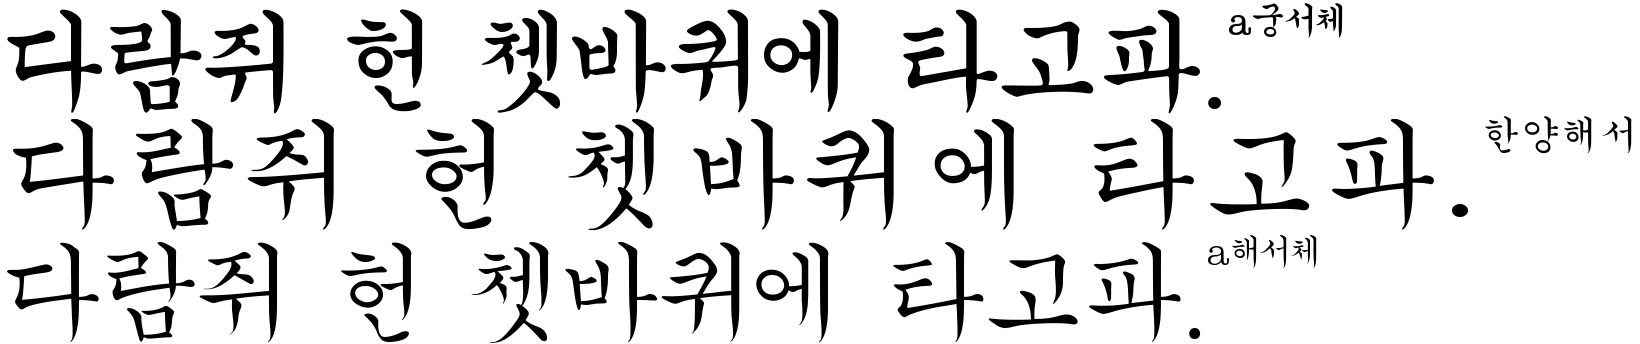 다람쥐 헌 쳇바퀴에 타고파. a궁서체
다람쥐 헌 쳇바퀴에 타고파. 한양해서
다람쥐 헌 쳇바퀴에 타고파. a해서체